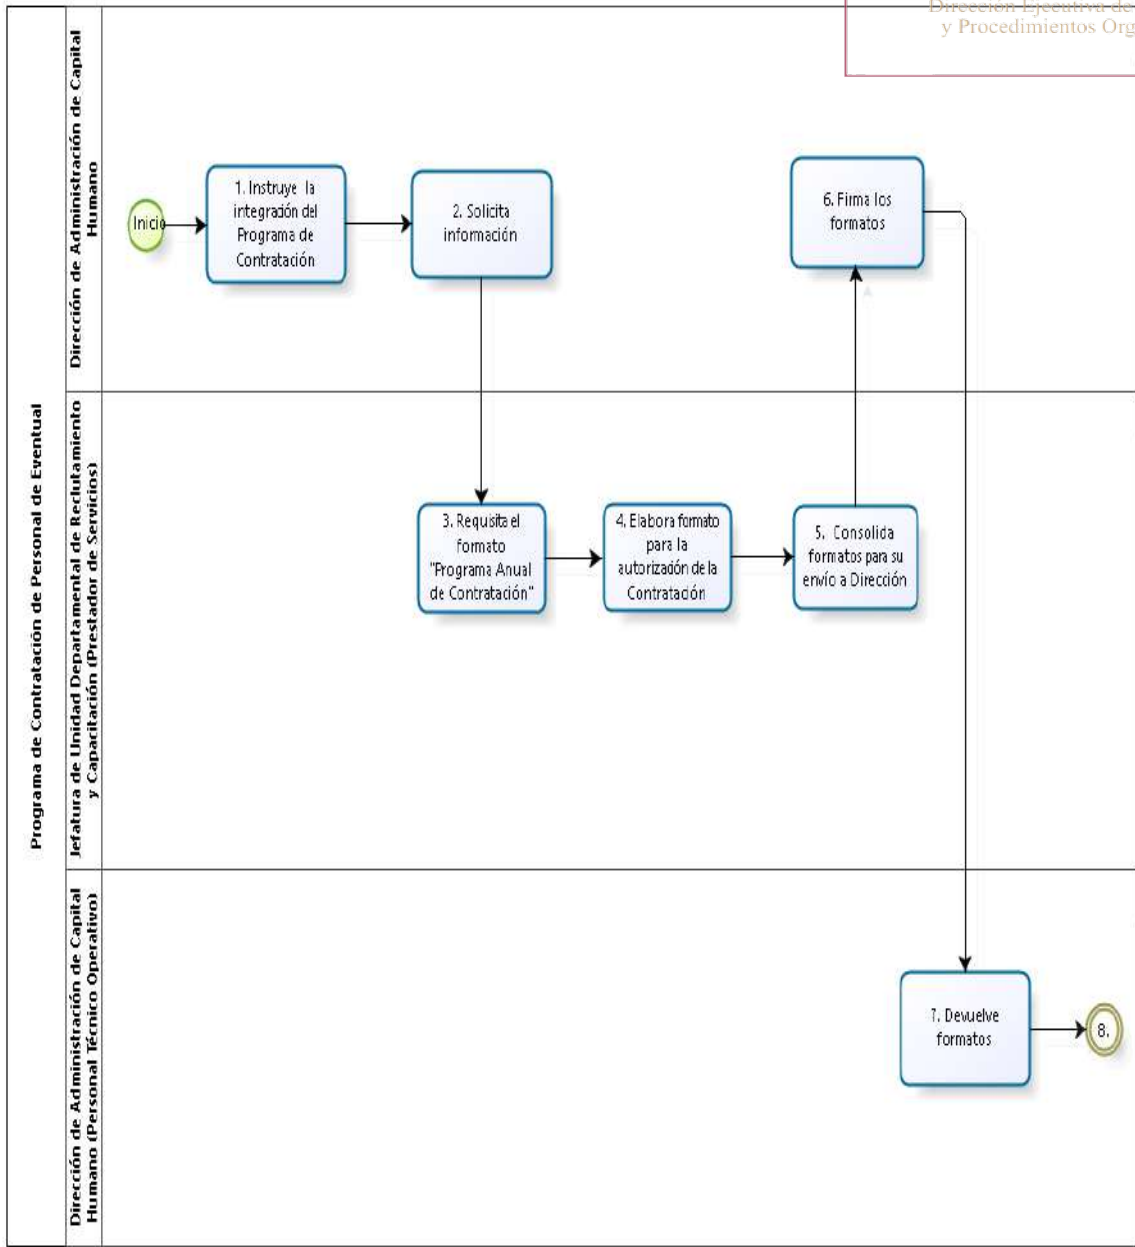 Dirección Ejecutiva de
y Procedimientos Org
Programa de Contratación de Personal de Eventual
Dirección de Administración de Capital
Humano
Inicio
1. Instruye la
integración del
Programa de
Contratación
2. Solicita
información
6. Firma los
formatos
Jefatura de Unidad Departamental de Reclutamiento
y Capacitación (Prestador de Servicios)
3. Requisita el
formato
"Programa Anual
de Contratación"
4. Elabora formato
para la
autorización de la
Contratación
5. Consolida
formatos para su
envío a Dirección
Dirección de Administración de Capital
Humano (Personal Técnico Operativo)
7. Devuelve
formatos
8.